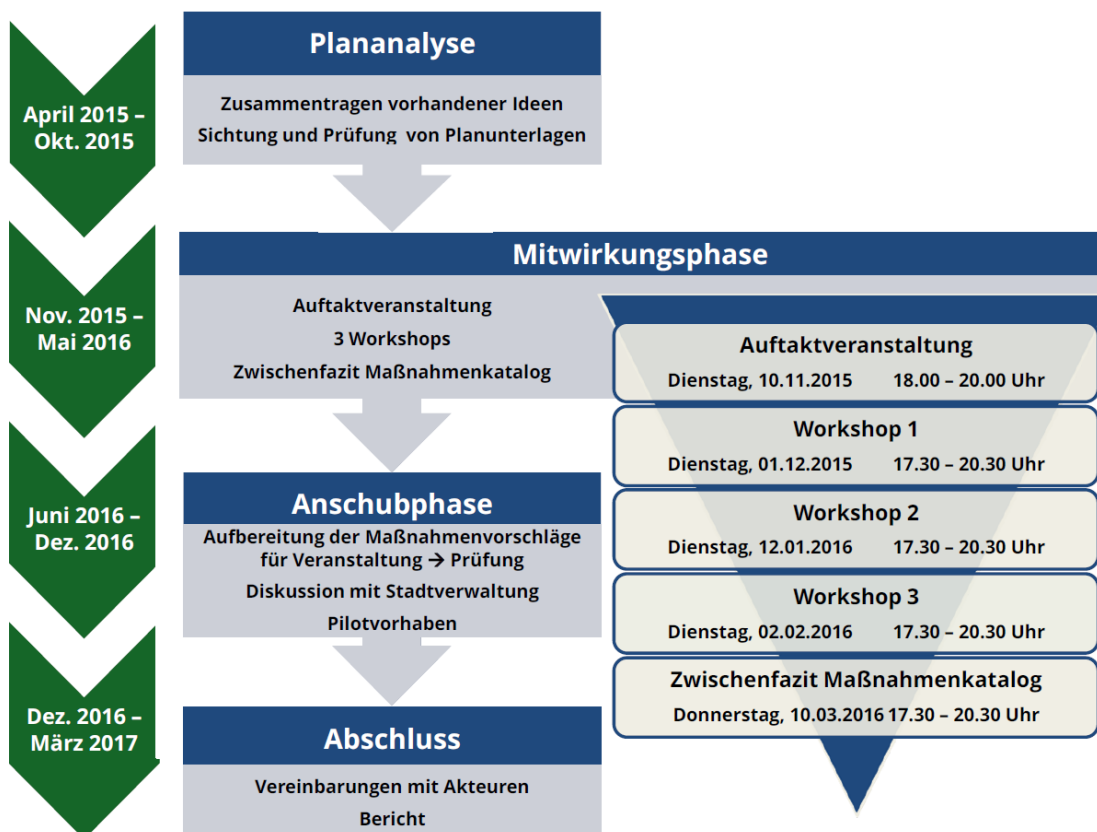 Plananalyse
April 2015 –
Okt. 2015
Zusammentragen vorhandener Ideen
Sichtung und Prüfung von Planunterlagen
Mitwirkungsphase
Nov. 2015 –
Mai 2016
Auftaktveranstaltung
3 Workshops
Zwischenfazit Maßnahmenkatalog
Auftaktveranstaltung
Dienstag, 10.11.2015 18.00 – 20.00 Uhr
Workshop 1
Dienstag, 01.12.2015 17.30 – 20.30 Uhr
Workshop 2
Dienstag, 12.01.2016 17.30 – 20.30 Uhr
Workshop 3
Dienstag, 02.02.2016 17.30 – 20.30 Uhr
Zwischenfazit Maßnahmenkatalog
Donnerstag, 10.03.2016 17.30 – 20.30 Uhr
Anschubphase
Juni 2016 –
Dez. 2016
Aufbereitung der Maßnahmenvorschläge
für Veranstaltung → Prüfung
Diskussion mit Stadtverwaltung
Pilotvorhaben
Abschluss
Dez. 2016 –
März 2017
Vereinbarungen mit Akteuren
Bericht